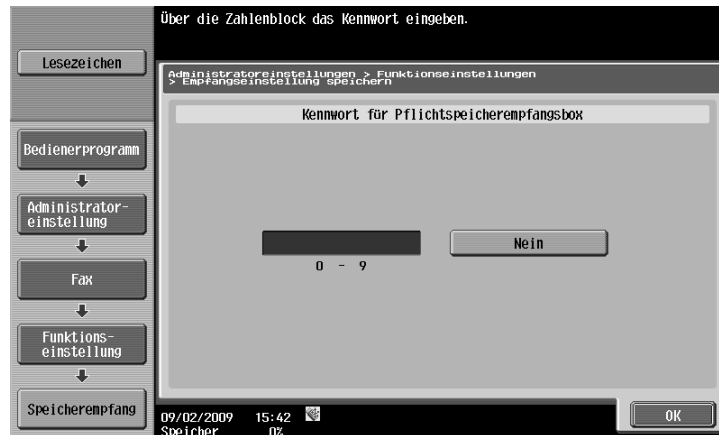 Über die Zahlenblock das Kennwort eingeben.
Lesezeichen
Administratoreinstellungen > Funktionseinstellungen
> Empfangseinstellung speichern
Kennwort für Pflichtspeicherempfangsbox
Bedienerprogramm
Administrator-
einstellung
Fax
Funktions-
einstellung
Speicherempfang
Nein
0 - 9
09/02/2009 15:42
Speicher 0%
OK